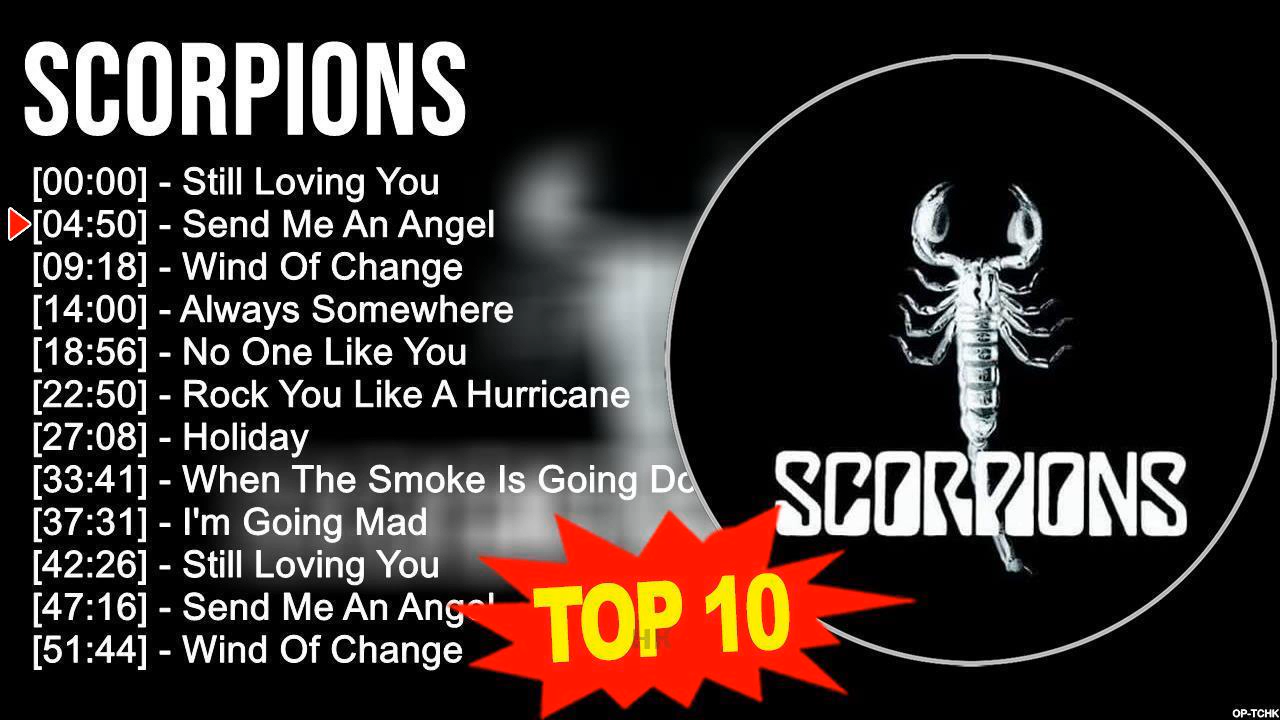 SCORPIONS
[00:00] - Still Loving You
[04:50] - Send Me An Angel
[09:18] - Wind Of Change
[14:00] - Always Somewhere
[18:56] - No One Like You
[22:50] - Rock You Like A Hurricane
[27:08] - Holiday
[33:41] - When The Smoke Is Going Do
[37:31] - I'm Going Mad
[42:26] - Still Loving You
[47:16] - Send Me An Angel
[51:44] - Wind Of Change
SCORPIONS
TOP 10
HR
OP-TCHK